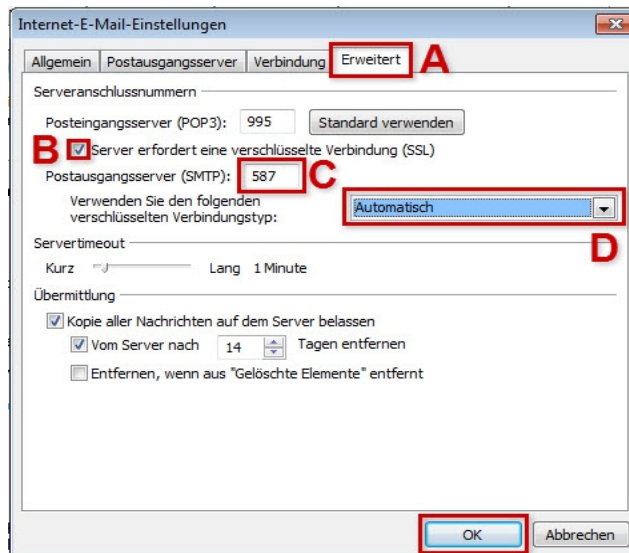 Internet-E-Mail-Einstellungen
Allgemein Postausgangsserver Verbindung Erweitert A
Serveranschlussnummern
Posteingangsserver (POP3): 995 Standard verwenden
B Server erfordert eine verschlüsselte Verbindung (SSL)
Postausgangsserver (SMTP): 587 C
Verwenden Sie den folgenden
verschlüsselten Verbindungstyp: Automatisch
D
Servertimeout
Kurz Lang 1 Minute
Übermittlung
Kopie aller Nachrichten auf dem Server belassen
Vom Server nach 14 Tagen entfernen
Entfernen, wenn aus "Gelöschte Elemente" entfernt
OK Abbrechen